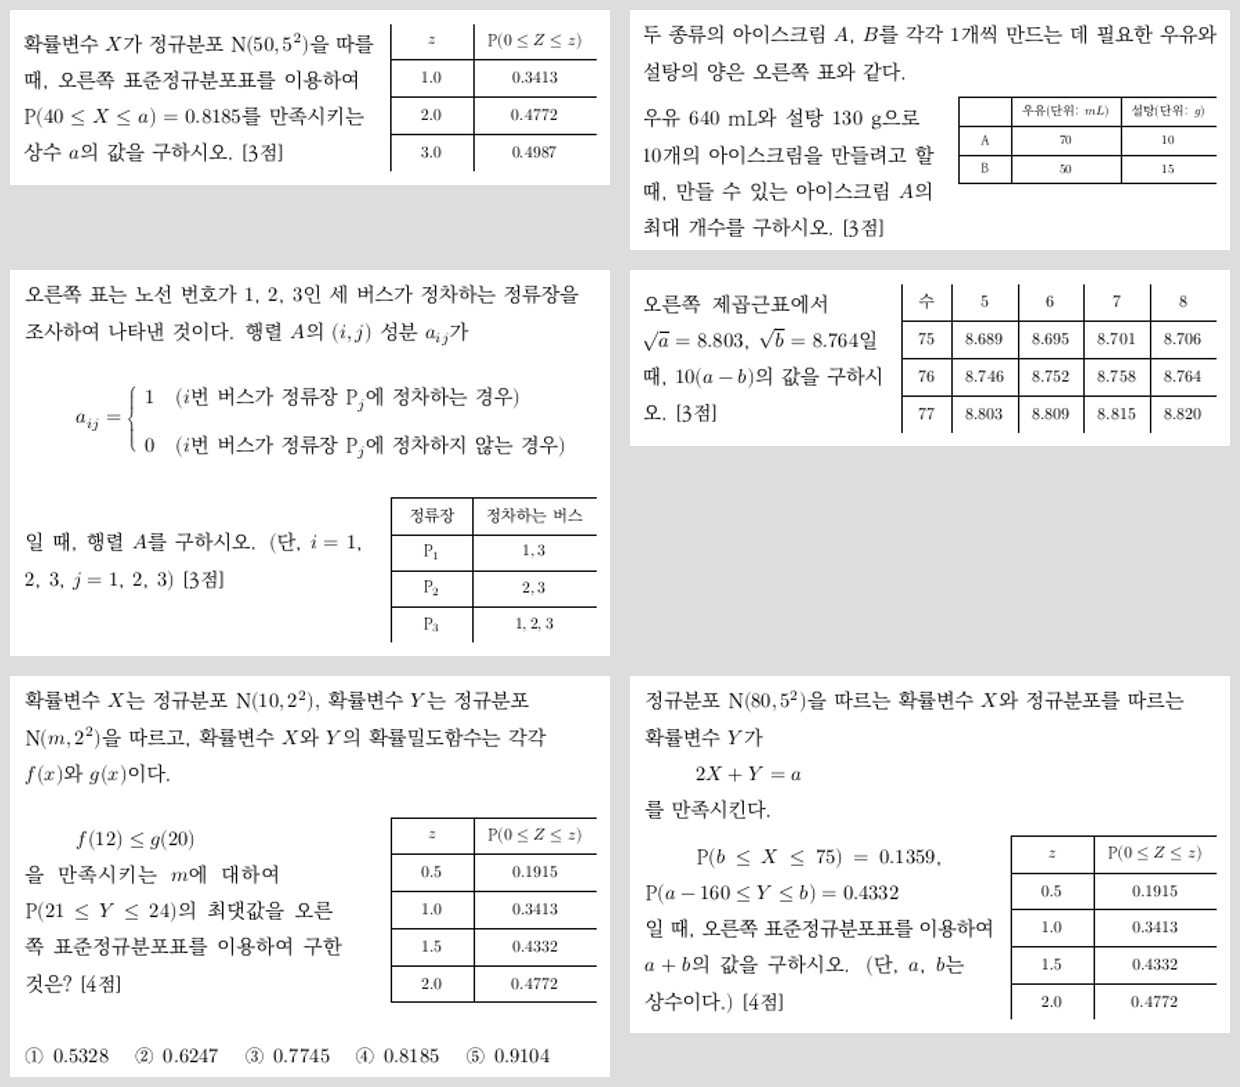 확률변수 X가 정규분포 N(50, 5²)을 따를
때, 오른쪽 표준정규분포표를 이용하여
P(40 ≤ X ≤ a) = 0.8185를 만족시키는
상수 a의 값을 구하시오. [3점]
z P(0 ≤ Z ≤ z)
1.0 0.3413
2.0 0.4772
3.0 0.4987
두 종류의 아이스크림 A, B를 각각 1개씩 만드는 데 필요한 우유와
설탕의 양은 오른쪽 표와 같다.
우유 640 mL와 설탕 130 g으로
10개의 아이스크림을 만들려고 할
때, 만들 수 있는 아이스크림 A의
최대 개수를 구하시오. [3점]
우유(단위: mL) 설탕(단위: g)
A 70 10
B 50 15
오른쪽 표는 노선 번호가 1, 2, 3인 세 버스가 정차하는 정류장을
조사하여 나타낸 것이다. 행렬 A의 (i, j) 성분 aᵢⱼ가
aᵢⱼ = { 1 (i번 버스가 정류장 Pⱼ에 정차하는 경우)
0 (i번 버스가 정류장 Pⱼ에 정차하지 않는 경우)
일 때, 행렬 A를 구하시오. (단, i = 1,
2, 3, j = 1, 2, 3) [3점]
정류장 정차하는 버스
P₁ 1, 3
P₂ 2, 3
P₃ 1, 2, 3
오른쪽 제곱근표에서
√a = 8.803, √b = 8.764일
때, 10(a − b)의 값을 구하시
오. [3점]
수 5 6 7 8
75 8.689 8.695 8.701 8.706
76 8.746 8.752 8.758 8.764
77 8.803 8.809 8.815 8.820
확률변수 X는 정규분포 N(10, 2²), 확률변수 Y는 정규분포
N(m, 2²)을 따르고, 확률변수 X와 Y의 확률밀도함수는 각각
f(x)와 g(x)이다.
f(12) ≤ g(20)
을 만족시키는 m에 대하여
P(21 ≤ Y ≤ 24)의 최댓값을 오른
쪽 표준정규분포표를 이용하여 구한
것은? [4점]
z P(0 ≤ Z ≤ z)
0.5 0.1915
1.0 0.3413
1.5 0.4332
2.0 0.4772
① 0.5328 ② 0.6247 ③ 0.7745 ④ 0.8185 ⑤ 0.9104
정규분포 N(80, 5²)을 따르는 확률변수 X와 정규분포를 따르는
확률변수 Y가
2X + Y = a
를 만족시킨다.
P(b ≤ X ≤ 75) = 0.1359,
P(a − 160 ≤ Y ≤ b) = 0.4332
일 때, 오른쪽 표준정규분포표를 이용하여
a + b의 값을 구하시오. (단, a, b는
상수이다.) [4점]
z P(0 ≤ Z ≤ z)
0.5 0.1915
1.0 0.3413
1.5 0.4332
2.0 0.4772